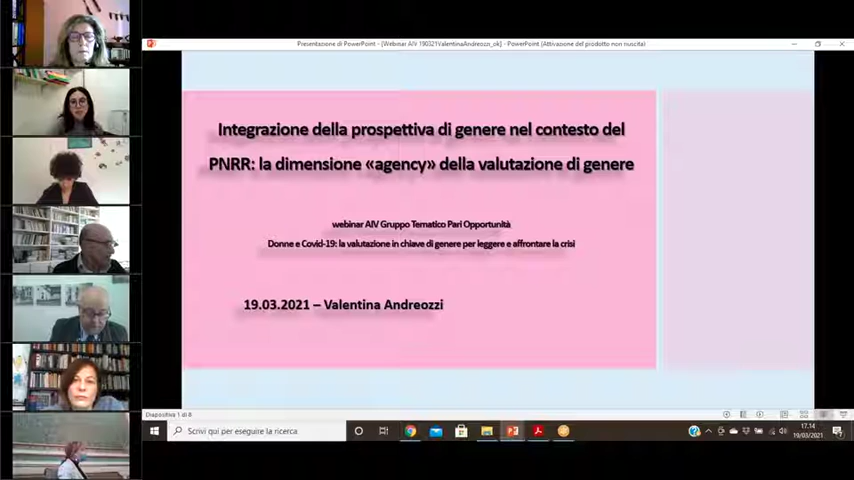 Presentazione di PowerPoint - [Webinar AIV 190321ValentinaAndreozzi_ok] - PowerPoint (Attivazione del prodotto non riuscita)
Integrazione della prospettiva di genere nel contesto del
PNRR: la dimensione «agency» della valutazione di genere
webinar AIV Gruppo Tematico Pari Opportunità
Donne e Covid-19: la valutazione in chiave di genere per leggere e affrontare la crisi
19.03.2021 – Valentina Andreozzi
Diapositiva 1 di 8
Scrivi qui per eseguire la ricerca
17.14
19/03/2021